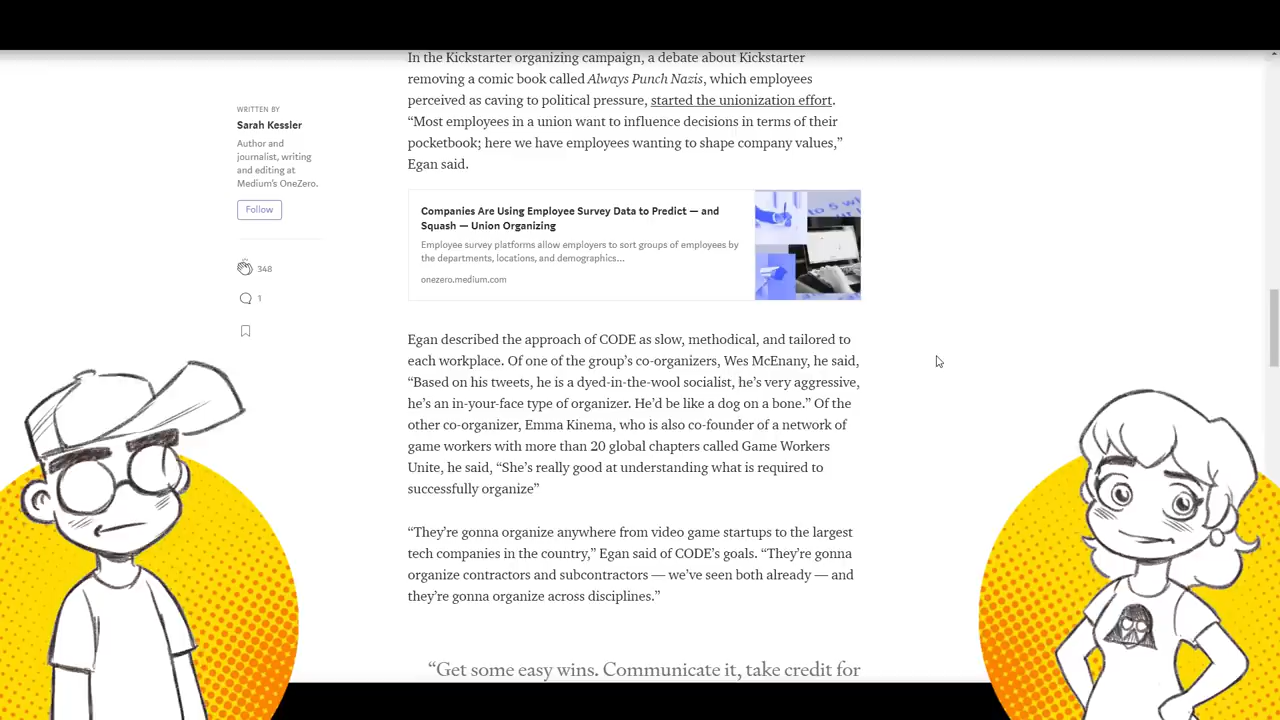 In the Kickstarter organizing campaign, a debate about Kickstarter
removing a comic book called Always Punch Nazis, which employees
perceived as caving to political pressure, started the unionization effort.
“Most employees in a union want to influence decisions in terms of their
pocketbook; here we have employees wanting to shape company values,”
Egan said.
WRITTEN BY
Sarah Kessler
Author and
journalist, writing
and editing at
Medium's OneZero.
Follow
348
1
Companies Are Using Employee Survey Data to Predict — and
Squash — Union Organizing
Employee survey platforms allow employers to sort groups of employees by
the departments, locations, and demographics...
onezero.medium.com
Egan described the approach of CODE as slow, methodical, and tailored to
each workplace. Of one of the group's co-organizers, Wes McEnany, he said,
“Based on his tweets, he is a dyed-in-the-wool socialist, he's very aggressive,
he's an in-your-face type of organizer. He'd be like a dog on a bone.” Of the
other co-organizer, Emma Kinema, who is also co-founder of a network of
game workers with more than 20 global chapters called Game Workers
Unite, he said, “She's really good at understanding what is required to
successfully organize”
“They're gonna organize anywhere from video game startups to the largest
tech companies in the country,” Egan said of CODE's goals. “They're gonna
organize contractors and subcontractors — we've seen both already — and
they're gonna organize across disciplines.”
“Get some easy wins. Communicate it, take credit for